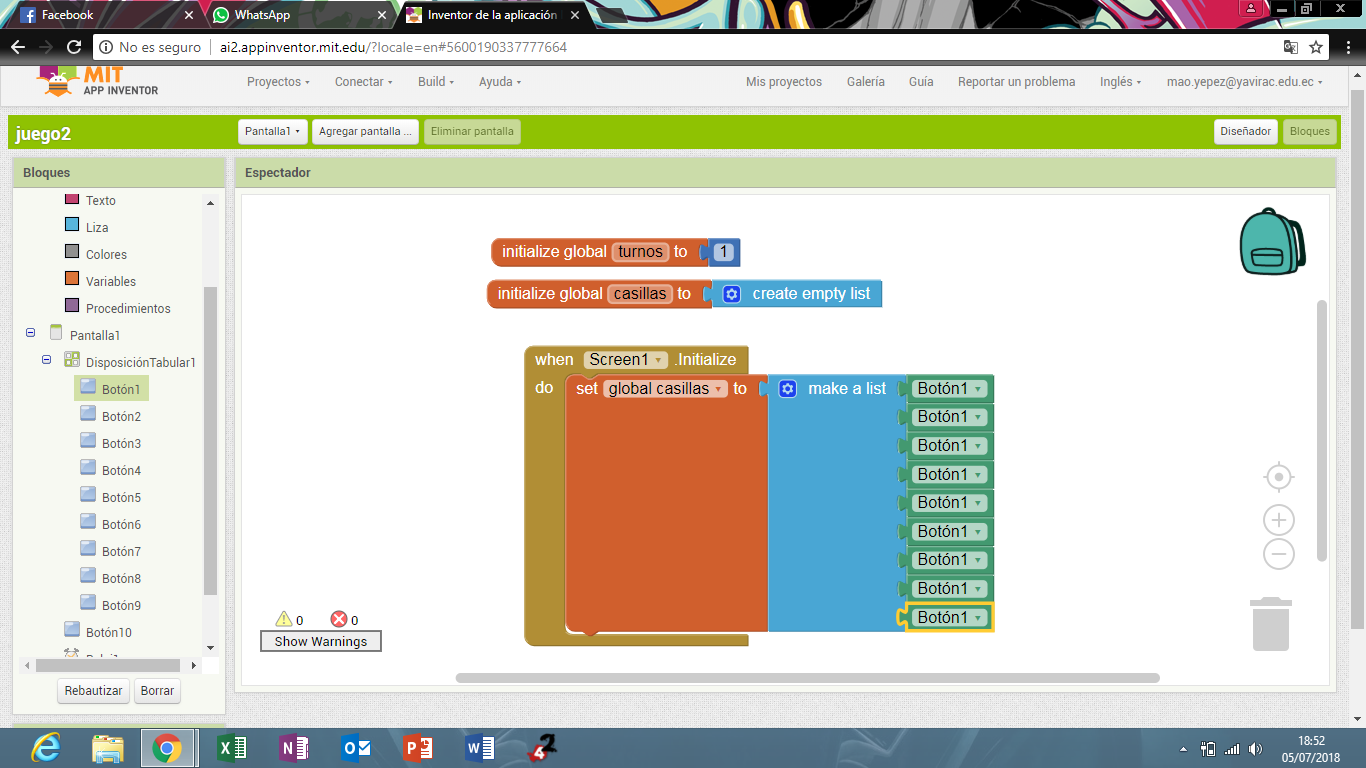 Facebook
WhatsApp
Inventor de la aplicación
No es seguro
ai2.appinventor.mit.edu/?locale=en#5600190337777664
MIT
APP INVENTOR
Proyectos
Conectar
Build
Ayuda
Mis proyectos
Galería
Guía
Reportar un problema
Inglés
mao.yepez@yavirac.edu.ec
juego2
Pantalla1
Agregar pantalla ...
Eliminar pantalla
Diseñador
Bloques
Bloques
Texto
Liza
Colores
Variables
Procedimientos
Pantalla1
DisposiciónTabular1
Botón1
Botón2
Botón3
Botón4
Botón5
Botón6
Botón7
Botón8
Botón9
Botón10
Rebautizar
Borrar
Espectador
initialize global turnos to 1
initialize global casillas to create empty list
when Screen1 .Initialize
do set global casillas to make a list Botón1
Botón1
Botón1
Botón1
Botón1
Botón1
Botón1
Botón1
Botón1
0 0
Show Warnings
18:52
05/07/2018